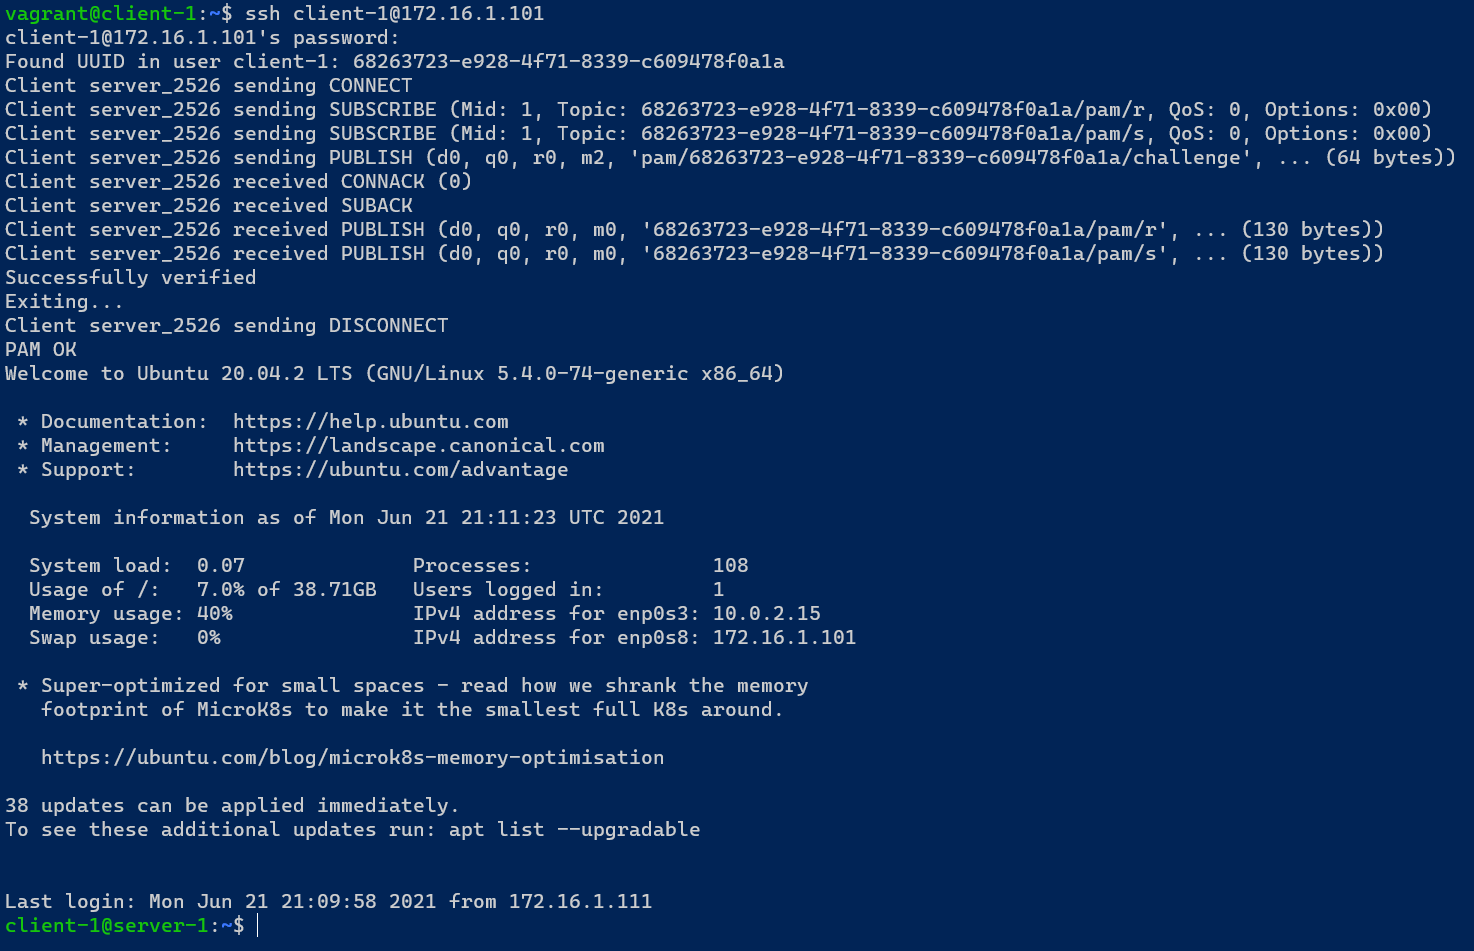 vagrant@client-1:~$ ssh client-1@172.16.1.101
client-1@172.16.1.101's password:
Found UUID in user client-1: 68263723-e928-4f71-8339-c609478f0a1a
Client server_2526 sending CONNECT
Client server_2526 sending SUBSCRIBE (Mid: 1, Topic: 68263723-e928-4f71-8339-c609478f0a1a/pam/r, QoS: 0, Options: 0x00)
Client server_2526 sending SUBSCRIBE (Mid: 1, Topic: 68263723-e928-4f71-8339-c609478f0a1a/pam/s, QoS: 0, Options: 0x00)
Client server_2526 sending PUBLISH (d0, q0, r0, m2, 'pam/68263723-e928-4f71-8339-c609478f0a1a/challenge', ... (64 bytes))
Client server_2526 received CONNACK (0)
Client server_2526 received SUBACK
Client server_2526 received PUBLISH (d0, q0, r0, m0, '68263723-e928-4f71-8339-c609478f0a1a/pam/r', ... (130 bytes))
Client server_2526 received PUBLISH (d0, q0, r0, m0, '68263723-e928-4f71-8339-c609478f0a1a/pam/s', ... (130 bytes))
Successfully verified
Exiting...
Client server_2526 sending DISCONNECT
PAM OK
Welcome to Ubuntu 20.04.2 LTS (GNU/Linux 5.4.0-74-generic x86_64)
* Documentation:  https://help.ubuntu.com
* Management:     https://landscape.canonical.com
* Support:        https://ubuntu.com/advantage
System information as of Mon Jun 21 21:11:23 UTC 2021
System load:  0.07              Processes:               108
Usage of /:   7.0% of 38.71GB   Users logged in:         1
Memory usage: 40%               IPv4 address for enp0s3: 10.0.2.15
Swap usage:   0%                IPv4 address for enp0s8: 172.16.1.101
* Super-optimized for small spaces - read how we shrank the memory
footprint of MicroK8s to make it the smallest full K8s around.
https://ubuntu.com/blog/microk8s-memory-optimisation
38 updates can be applied immediately.
To see these additional updates run: apt list --upgradable
Last login: Mon Jun 21 21:09:58 2021 from 172.16.1.111
client-1@server-1:~$